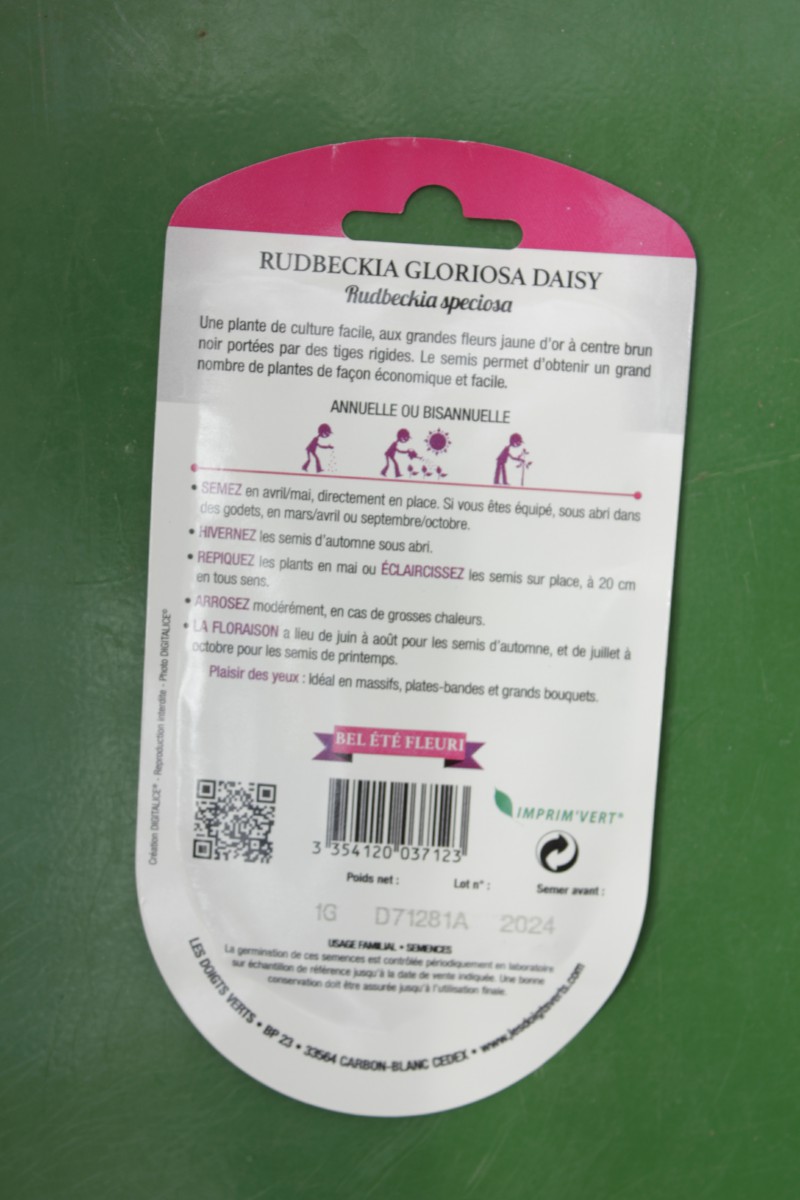 RUDBECKIA GLORIOSA DAISY
Rudbeckia speciosa
Une plante de culture facile, aux grandes fleurs jaune d'or à centre brun
noir portées par des tiges rigides. Le semis permet d'obtenir un grand
nombre de plantes de façon économique et facile.
ANNUELLE OU BISANNUELLE
• SEMEZ en avril/mai, directement en place. Si vous êtes équipé, sous abri dans
des godets, en mars/avril ou septembre/octobre.
• HIVERNEZ les semis d'automne sous abri.
• REPIQUEZ les plants en mai ou ÉCLAIRCISSEZ les semis sur place, à 20 cm
en tous sens.
• ARROSEZ modérément, en cas de grosses chaleurs.
• LA FLORAISON a lieu de juin à août pour les semis d'automne, et de juillet à
octobre pour les semis de printemps.
Plaisir des yeux : Idéal en massifs, plates-bandes et grands bouquets.
Création DIGITALICE® - Reproduction interdite - Photo DIGITALICE®
BEL ÉTÉ FLEURI
IMPRIM'VERT®
3 354120 037123
Poids net : Lot n° : Semer avant :
1G D71281A 2024
USAGE FAMILIAL • SEMENCES
La germination de ces semences est contrôlée périodiquement en laboratoire
sur échantillon de référence jusqu'à la date de vente indiquée. Une bonne
conservation doit être assurée jusqu'à l'utilisation finale.
LES DOIGTS VERTS • BP 23 • 33564 CARBON-BLANC CEDEX • www.lesdoigtsverts.com